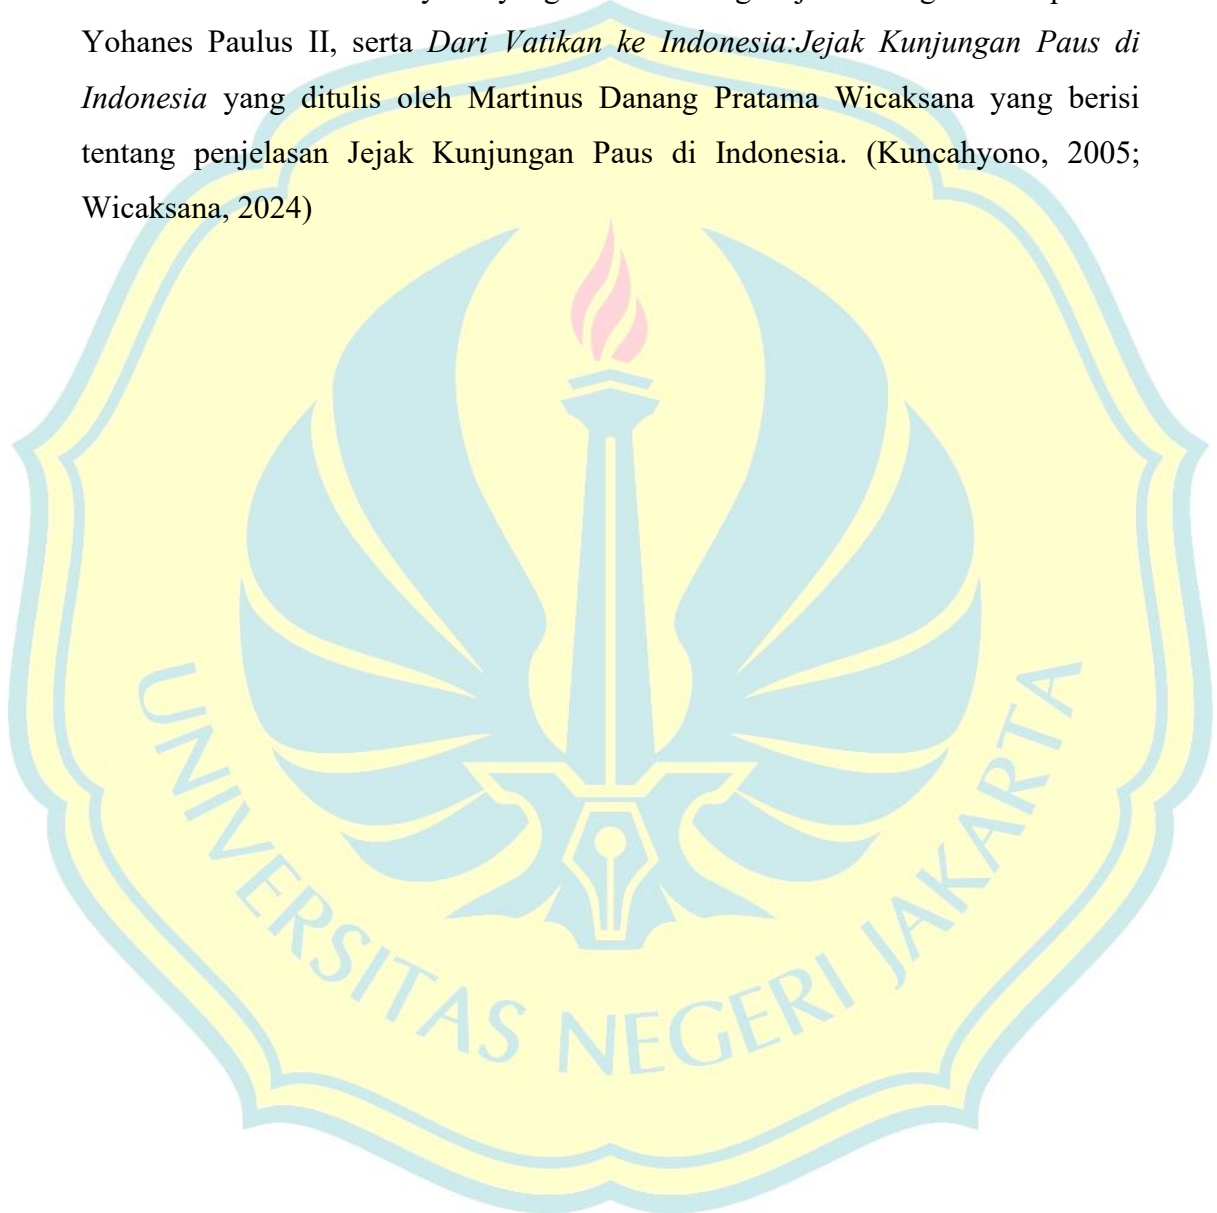 Yohanes Paulus II, serta Dari Vatikan ke Indonesia:Jejak Kunjungan Paus di
Indonesia yang ditulis oleh Martinus Danang Pratama Wicaksana yang berisi
tentang penjelasan Jejak Kunjungan Paus di Indonesia. (Kuncahyono, 2005;
Wicaksana, 2024)
UNIVERSITAS NEGERI JAKARTA